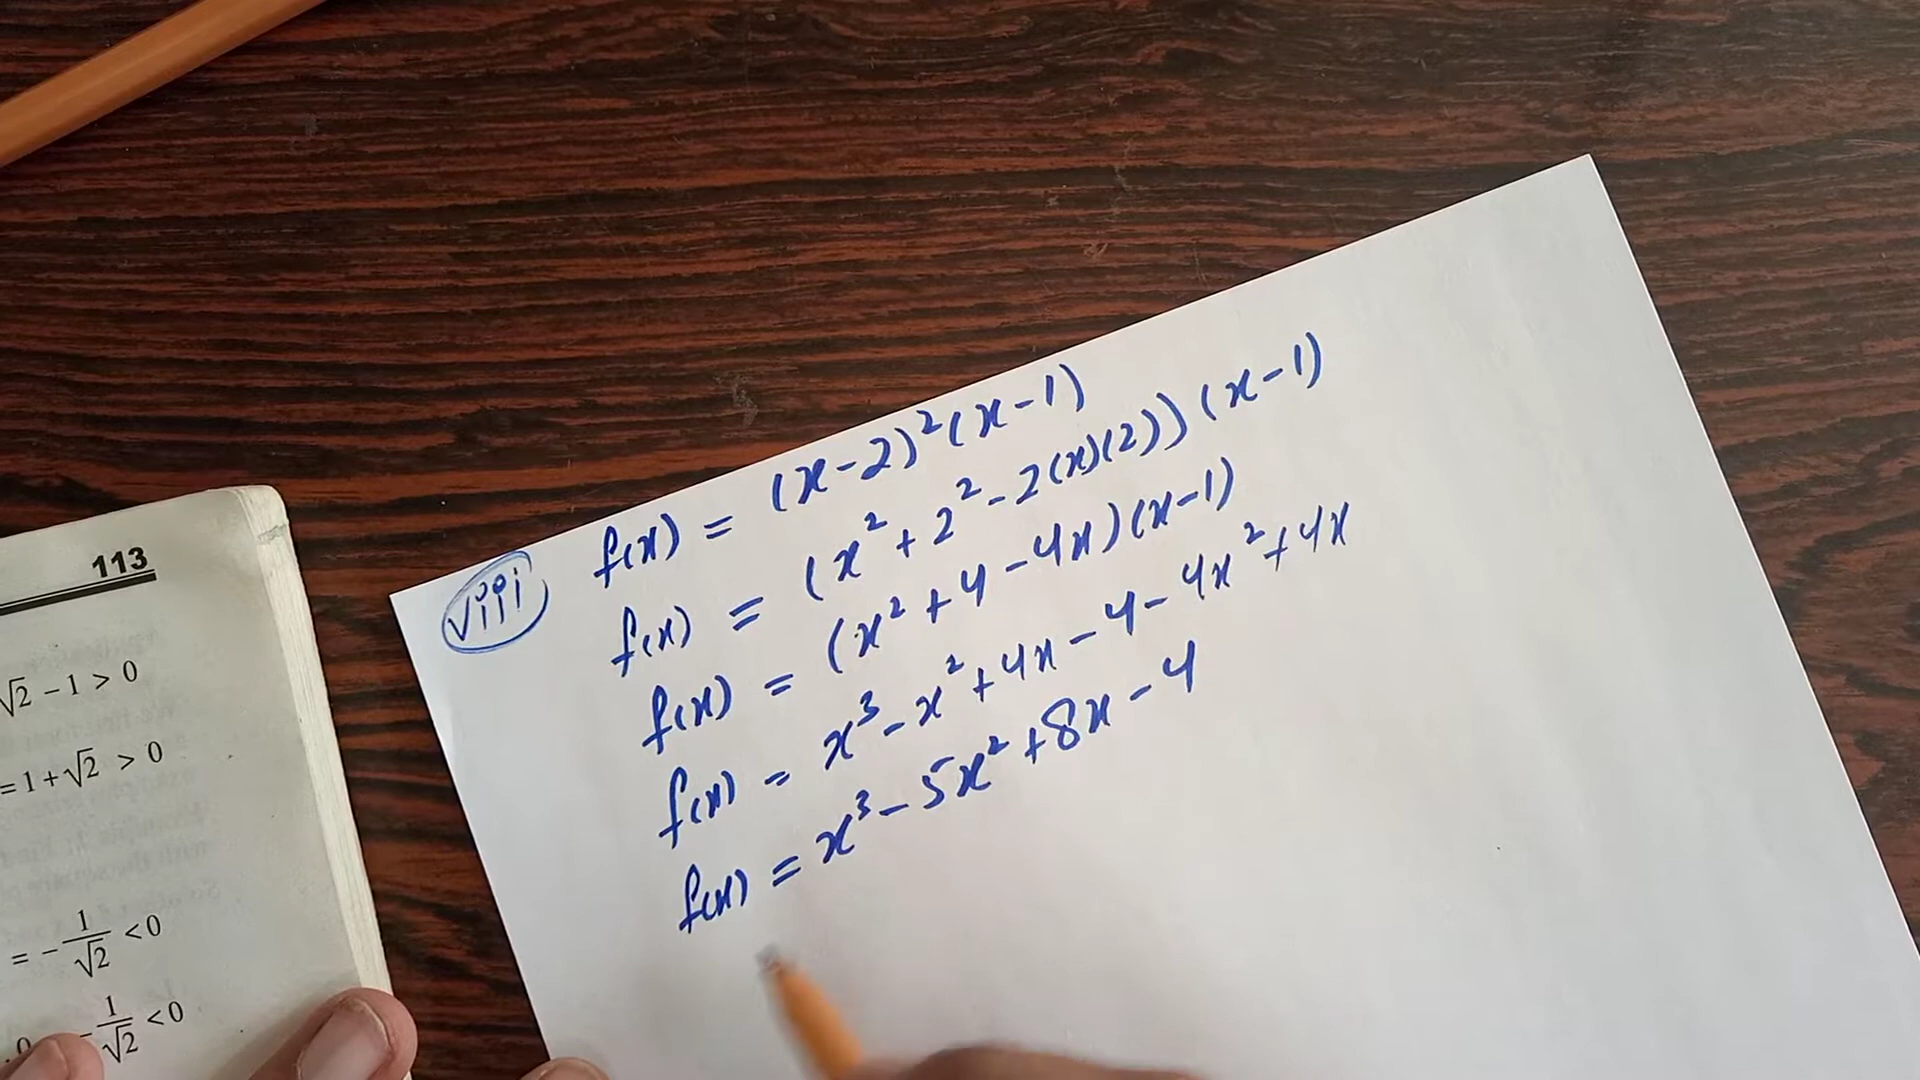 113
√2 − 1 > 0
= 1 + √2 > 0
= − 1/√2 < 0
− 1/√2 < 0
viii f(x) = (x-2)²(x-1)
f(x) = (x² + 2² - 2(x)(2))(x-1)
f(x) = (x² + 4 - 4x)(x-1)
f(x) = x³ - x² + 4x - 4 - 4x² + 4x
f(x) = x³ - 5x² + 8x - 4